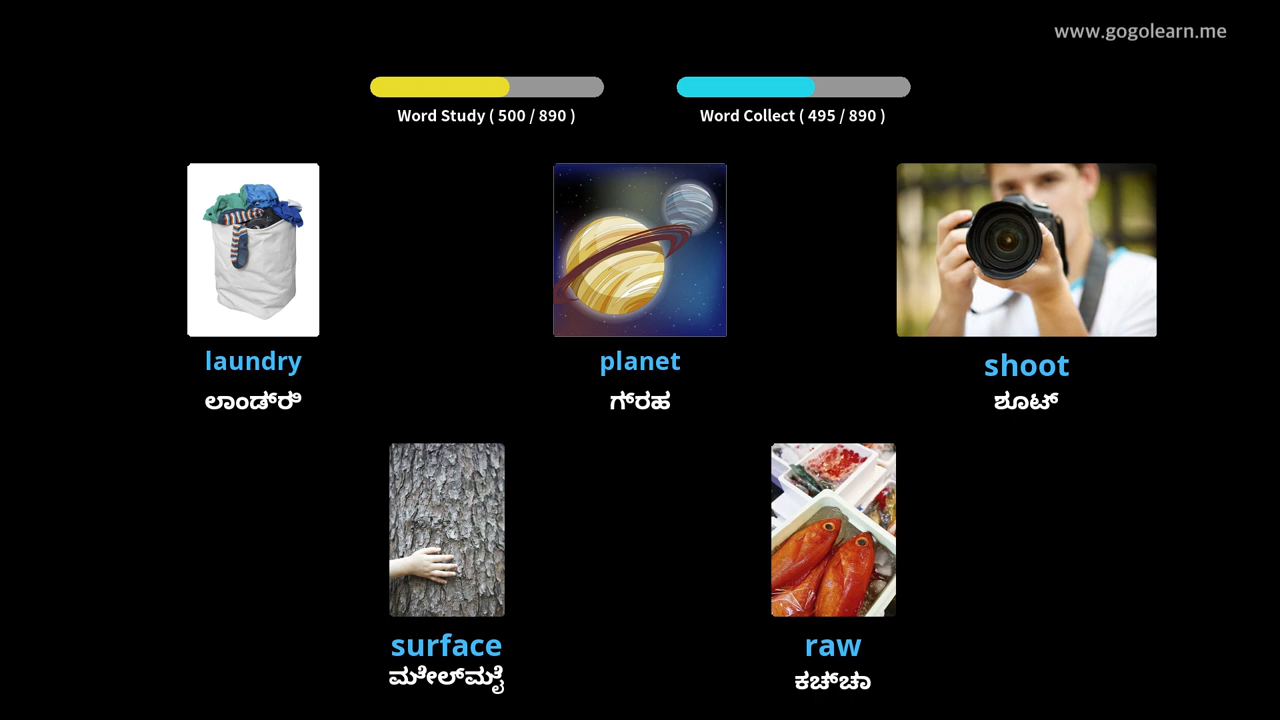 www.gogolearn.me
Word Study ( 500 / 890 )
Word Collect ( 495 / 890 )
laundry
ಲಾಂಡ್ರಿ
planet
ಗ್ರಹ
shoot
ಶೂಟ್
surface
ಮೇಲ್ಮೈ
raw
ಕಚ್ಚಾ